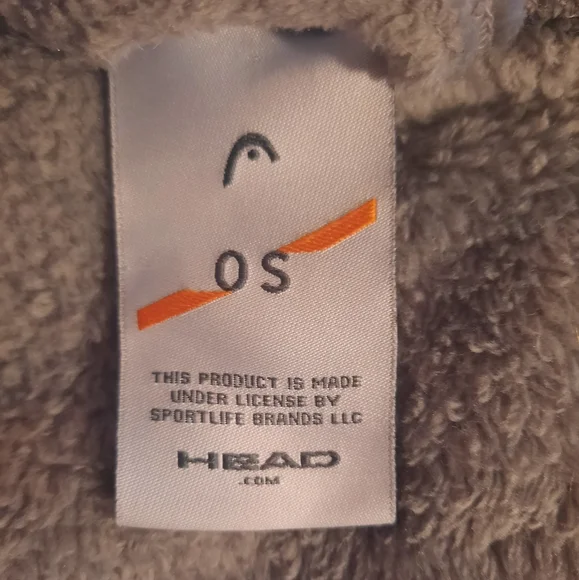 OS
THIS PRODUCT IS MADE
UNDER LICENSE BY
SPORTLIFE BRANDS LLC
HEAD
.COM